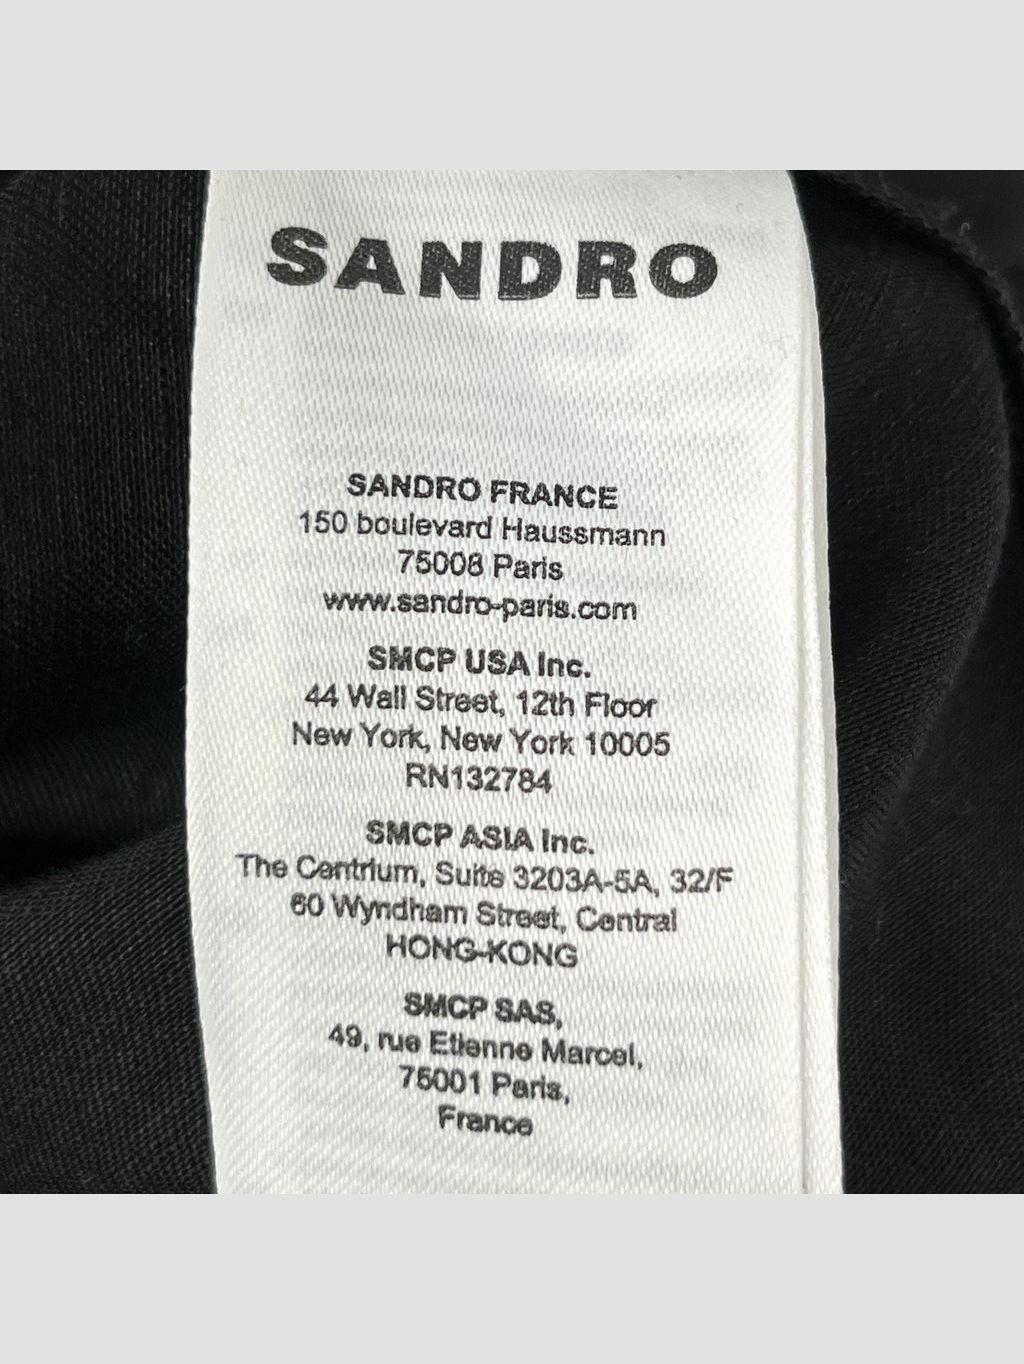 SANDRO
SANDRO FRANCE
150 boulevard Haussmann
75008 Paris
www.sandro-paris.com
SMCP USA Inc.
44 Wall Street, 12th Floor
New York, New York 10005
RN132784
SMCP ASIA Inc.
The Centrium, Suite 3203A-5A, 32/F
60 Wyndham Street, Central
HONG-KONG
SMCP SAS,
49, rue Etienne Marcel,
75001 Paris,
France